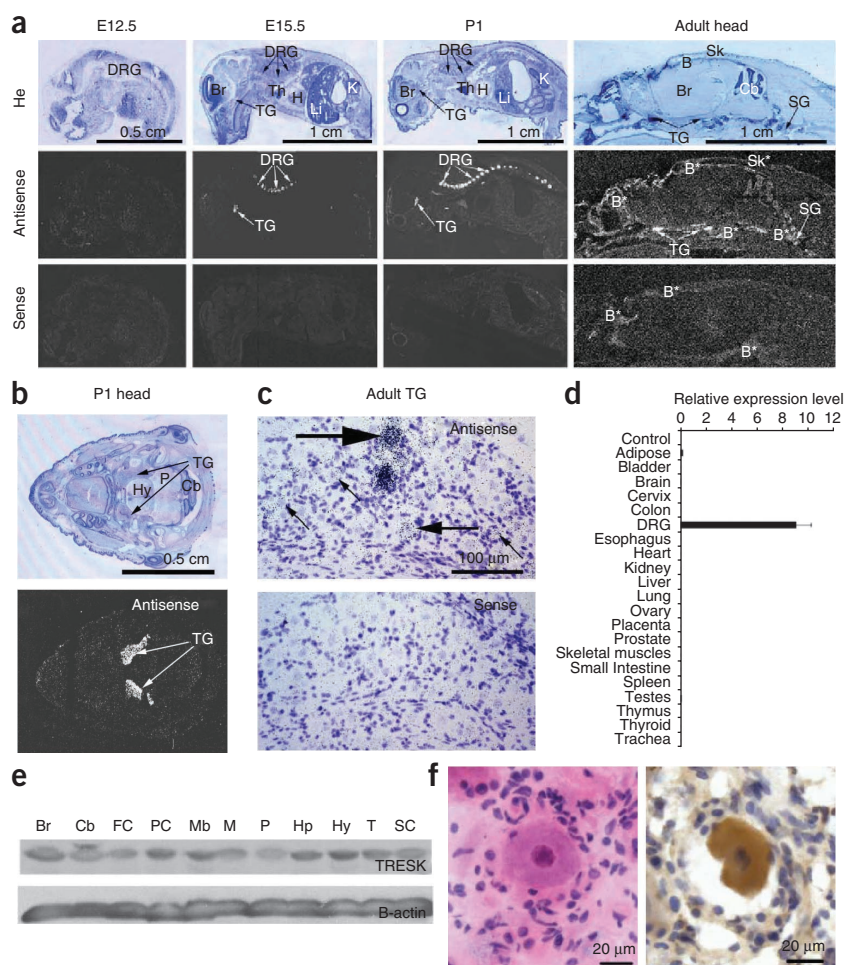 a
E12.5
E15.5
P1
Adult head
He
DRG
0.5 cm
DRG
Br
Th
H
Li
K
TG
1 cm
DRG
Br
Th
H
Li
K
TG
1 cm
Sk
B
Br
Cb
SG
TG
1 cm
Antisense
DRG
TG
DRG
TG
B*
Sk*
B*
SG
TG
B*
B*
Sense
B*
B*
B*
b
P1 head
TG
P
Hy
Cb
0.5 cm
Antisense
TG
c
Adult TG
Antisense
100 µm
Sense
d
Relative expression level
0 2 4 6 8 10 12
Control
Adipose
Bladder
Brain
Cervix
Colon
DRG
Esophagus
Heart
Kidney
Liver
Lung
Ovary
Placenta
Prostate
Skeletal muscles
Small Intestine
Spleen
Testes
Thymus
Thyroid
Trachea
e
Br Cb FC PC Mb M P Hp Hy T SC
TRESK
B-actin
f
20 µm
20 µm